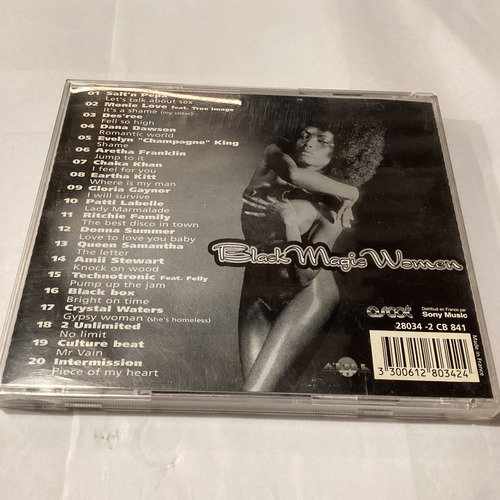 01 Salt'n Pepa
Let's talk about sex
02 Monie Love feat. True Image
It's a shame (my sister)
03 Des'ree
Fell so high
04 Dana Dawson
Romantic world
05 Evelyn "Champagne" King
Shame
06 Aretha Franklin
Jump to it
07 Chaka Khan
I feel for you
08 Eartha Kitt
Where is my man
09 Gloria Gaynor
I will survive
10 Patti Labelle
Lady Marmalade
11 Ritchie Family
The best disco in town
12 Donna Summer
Love to love you baby
13 Queen Samantha
The letter
14 Amii Stewart
Knock on wood
15 Technotronic Feat. Felly
Pump up the jam
16 Black box
Bright on time
17 Crystal Waters
Gypsy woman (she's homeless)
18 2 Unlimited
No limit
19 Culture beat
Mr Vain
20 Intermission
Piece of my heart
Black Magic Women
Distribué en France par
Sony Music
28034 -2 CB 841
3 300612 803424
Made in France